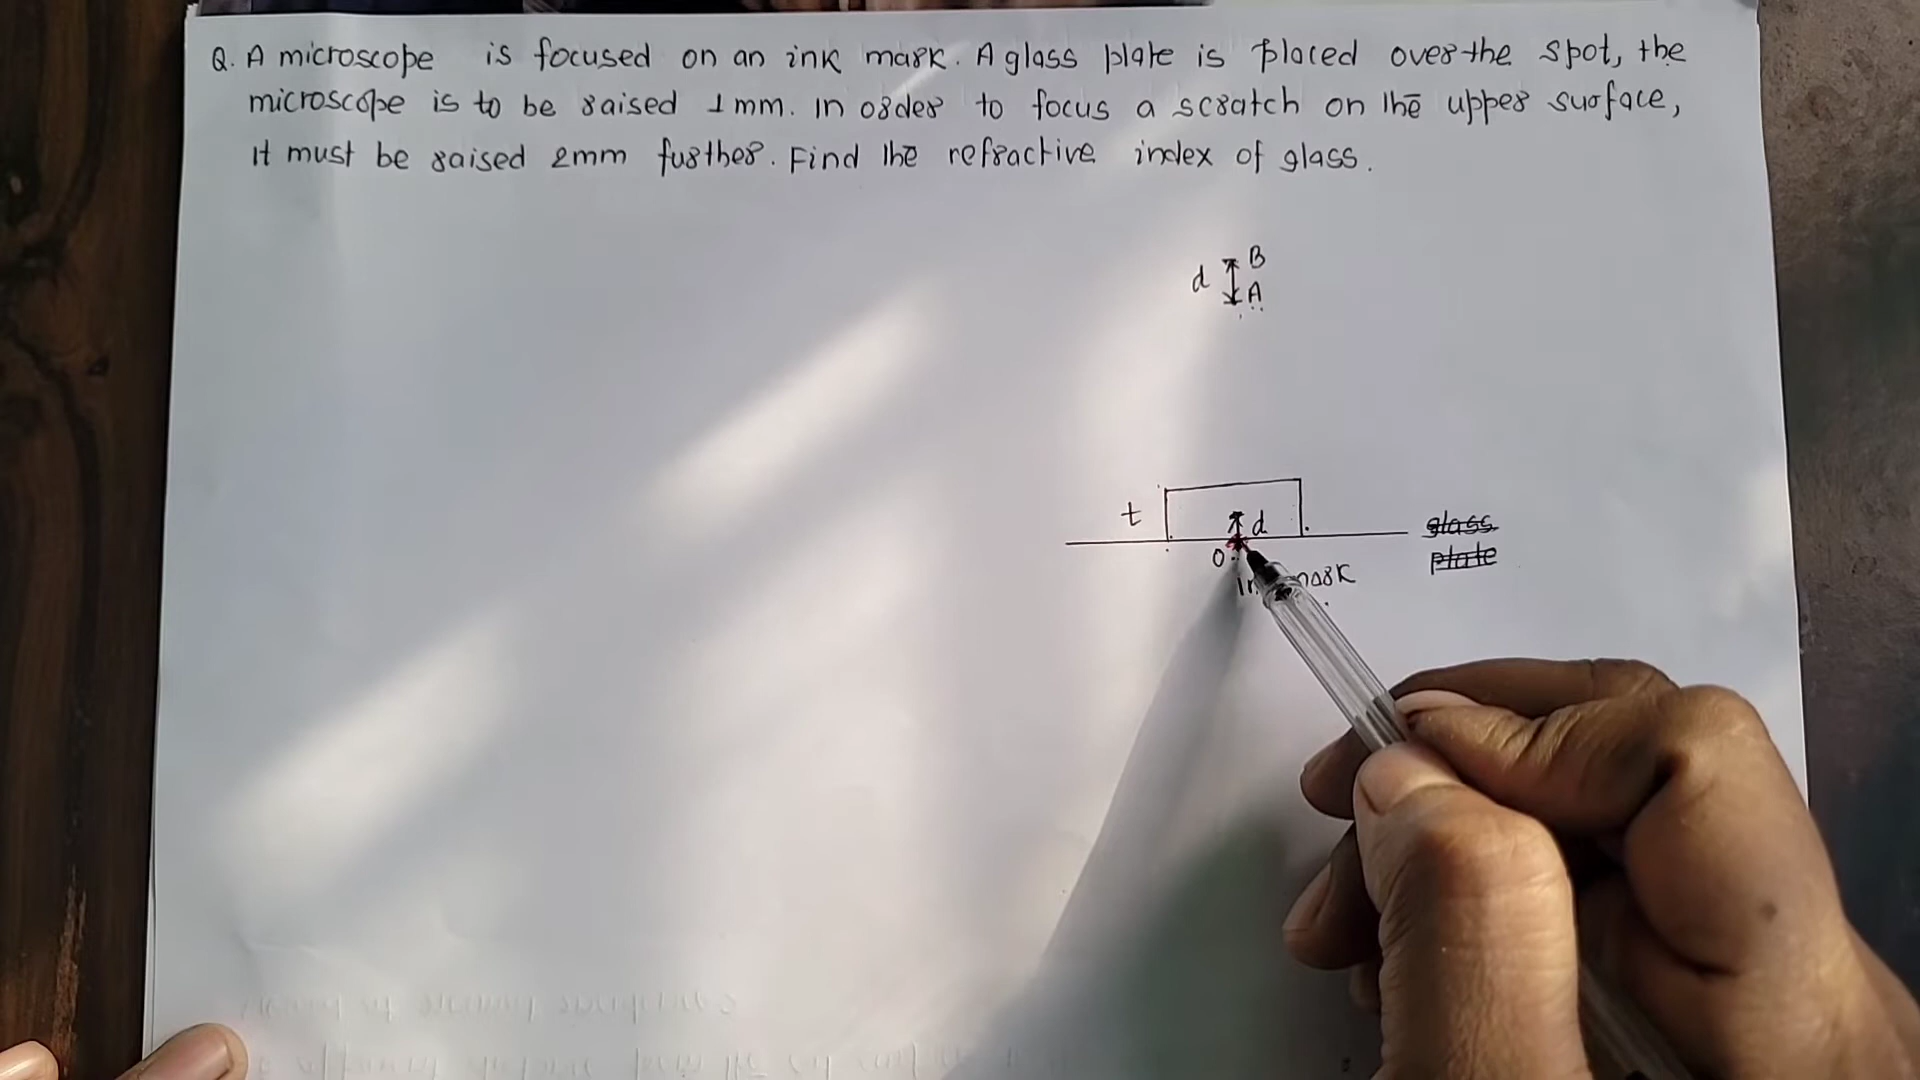 Q. A microscope is focused on an ink mark. A glass plate is placed over the spot, the
microscope is to be raised 1mm. In order to focus a scratch on the upper surface,
It must be raised 2mm further. Find the refractive index of glass.
B
d
A
t
d
glass
plate
O
mark